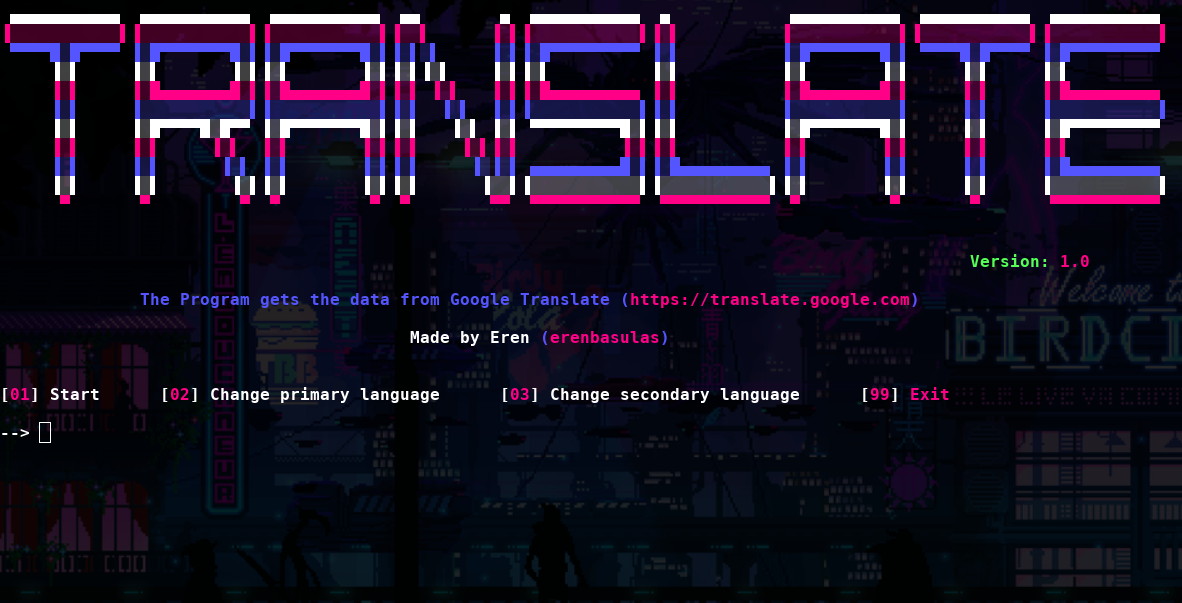 TRANSLATE
Version: 1.0
The Program gets the data from Google Translate (https://translate.google.com)
Made by Eren (erenbasulas)
Welcome to
BIRDCI
TBB
[01] Start [02] Change primary language [03] Change secondary language [99] Exit
-->